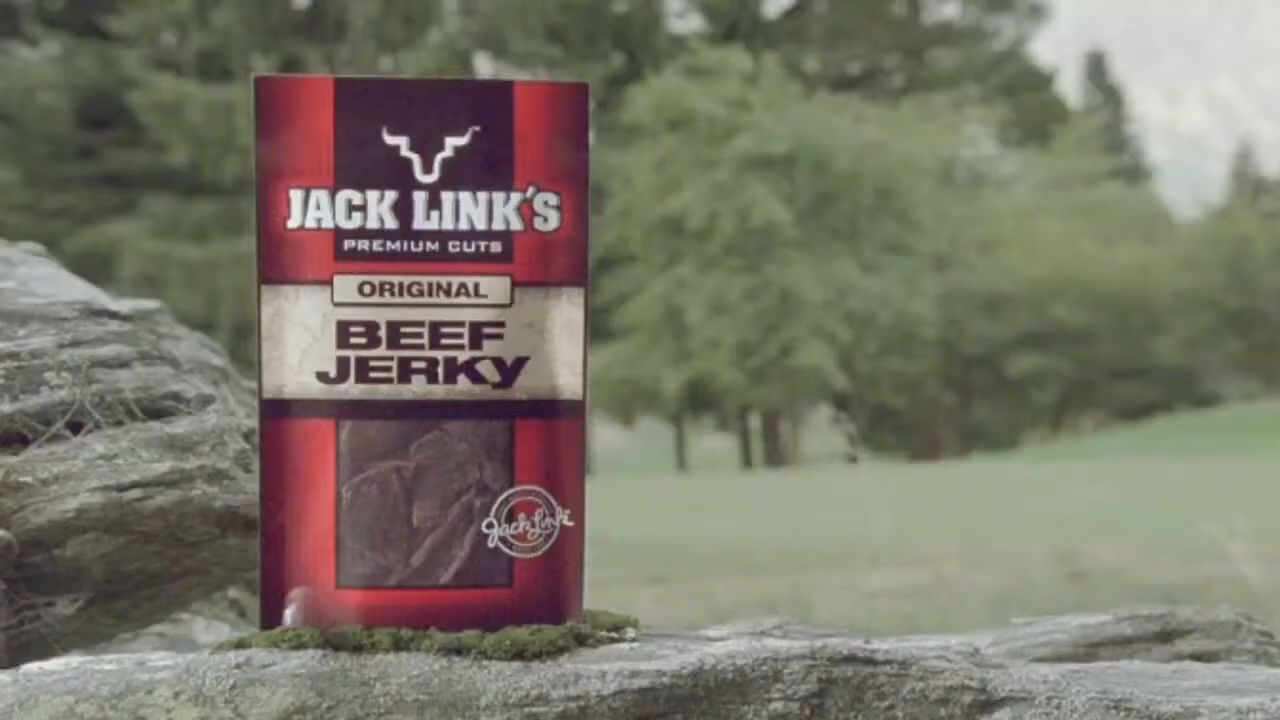 JACK LINK'S
PREMIUM CUTS
ORIGINAL
BEEF
JERKY
Jack Link's